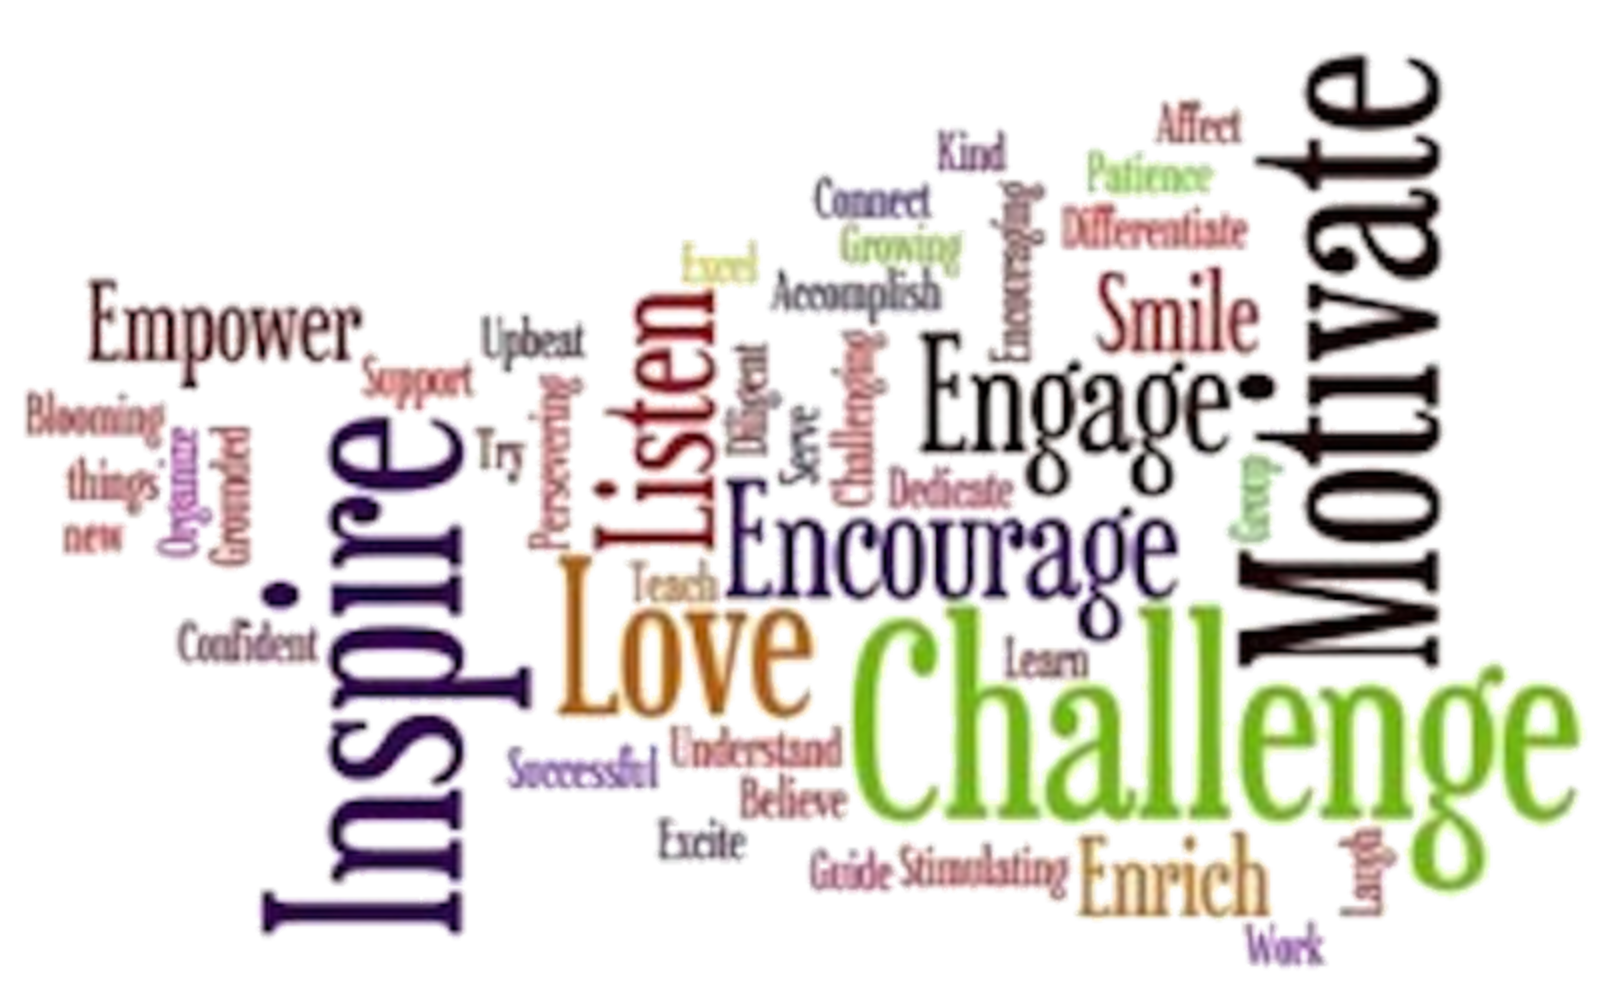 Affect
Kind
Patience
Connect
Differentiate
Growing
Encouraging
Excel
Accomplish
Smile
Motivate
Empower
Upbeat
Listen
Engage
Support
Diligent
Challenging
Blooming
Serve
Try
Persevering
things
Organize
Grounded
Dedicate
Group
new
Inspire
Encourage
Teach
Love
Confident
Learn
Challenge
Understand
Successful
Believe
Excite
Guide
Stimulating
Enrich
Laugh
Work